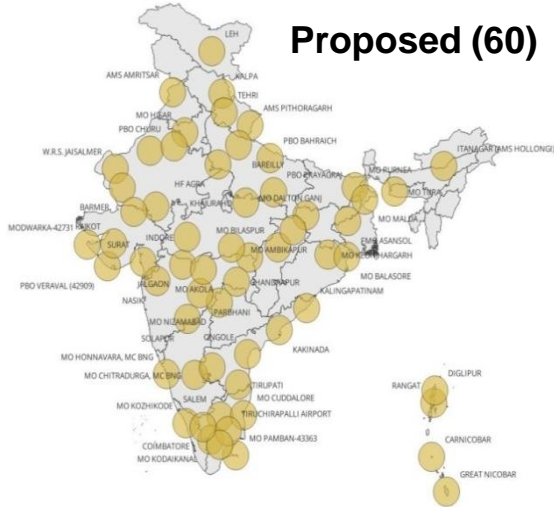 Proposed (60)
LEH
AMS AMRITSAR
KALPA
TEHRI
AMS PITHORAGARH
MO HISAR
PBO CHURU
PBO BAHRAICH
W.R.S. JAISALMER
BAREILLY
ITANAGAR (AMS HOLLONGI)
MO PURNEA
PBO PRAYAGRAJ
HF AGRA
MO TURA
KHAJURAHO
MO DALTON GANJ
BARMER
MO MALDA
MODWARKA-42731
RAJKOT
INDORE
MO BILASPUR
EMO ASANSOL
SURAT
MO AMBIKAPUR
MO BALASORE
PBO VERAVAL (42909)
JALGAON
CHANDRAPUR
KALINGAPATINAM
NASIK
MO AKOLA
PARBHANI
MO NIZAMABAD
SOLAPUR
ONGOLE
KAKINADA
MO HONNAVARA, MC BNG
MO CHITRADURGA, MC BNG
TIRUPATI
DIGLIPUR
RANGAT
MO CUDDALORE
SALEM
MO KOZHIKODE
TIRUCHIRAPALLI AIRPORT
MO PAMBAN-43363
COIMBATORE
MO KODAIKANAL
CARNICOBAR
GREAT NICOBAR